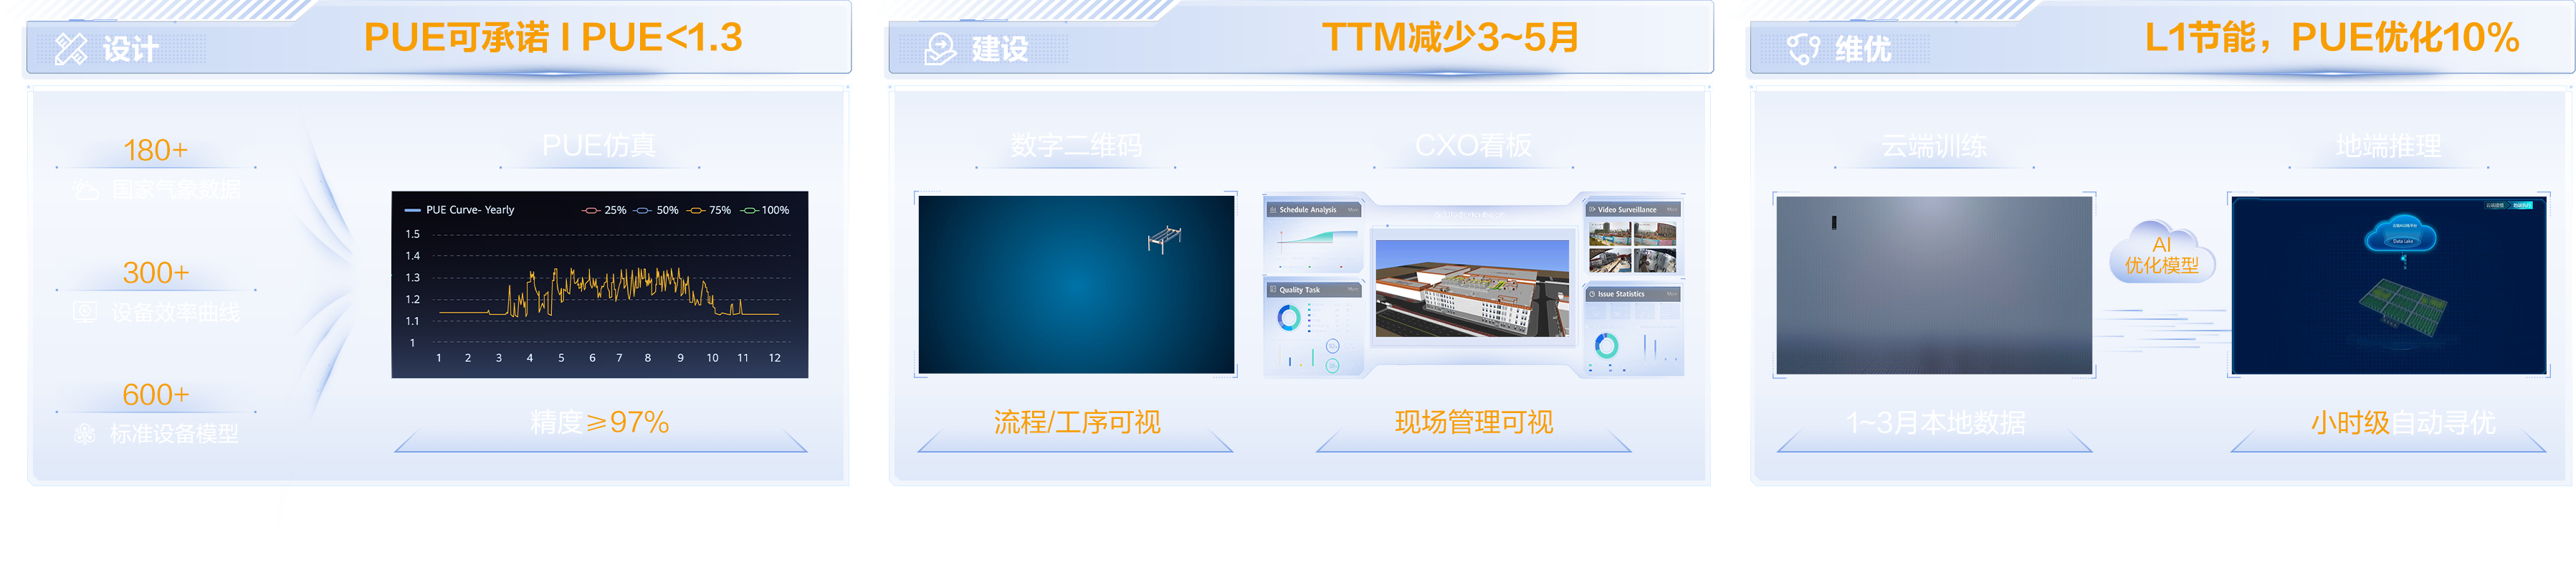 设计
PUE可承诺 I PUE<1.3
180+
国家气象数据
300+
设备效率曲线
600+
标准设备模型
PUE仿真
PUE Curve- Yearly
25% 50% 75% 100%
1.5
1.4
1.3
1.2
1.1
1
1 2 3 4 5 6 7 8 9 10 11 12
精度≥97%
建设
TTM减少3~5月
数字二维码
流程/工序可视
CXO看板
Schedule Analysis
More
Quality Task
More
Video Surveillance
More
Issue Statistics
More
现场管理可视
维优
L1节能，PUE优化10%
云端训练
1~3月本地数据
AI
优化模型
地端推理
Data Lake
小时级自动寻优